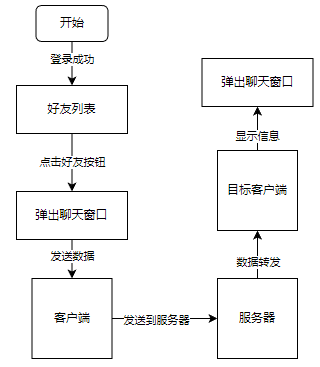 开始
登录成功
好友列表
点击好友按钮
弹出聊天窗口
发送数据
客户端
发送到服务器
服务器
数据转发
目标客户端
显示信息
弹出聊天窗口